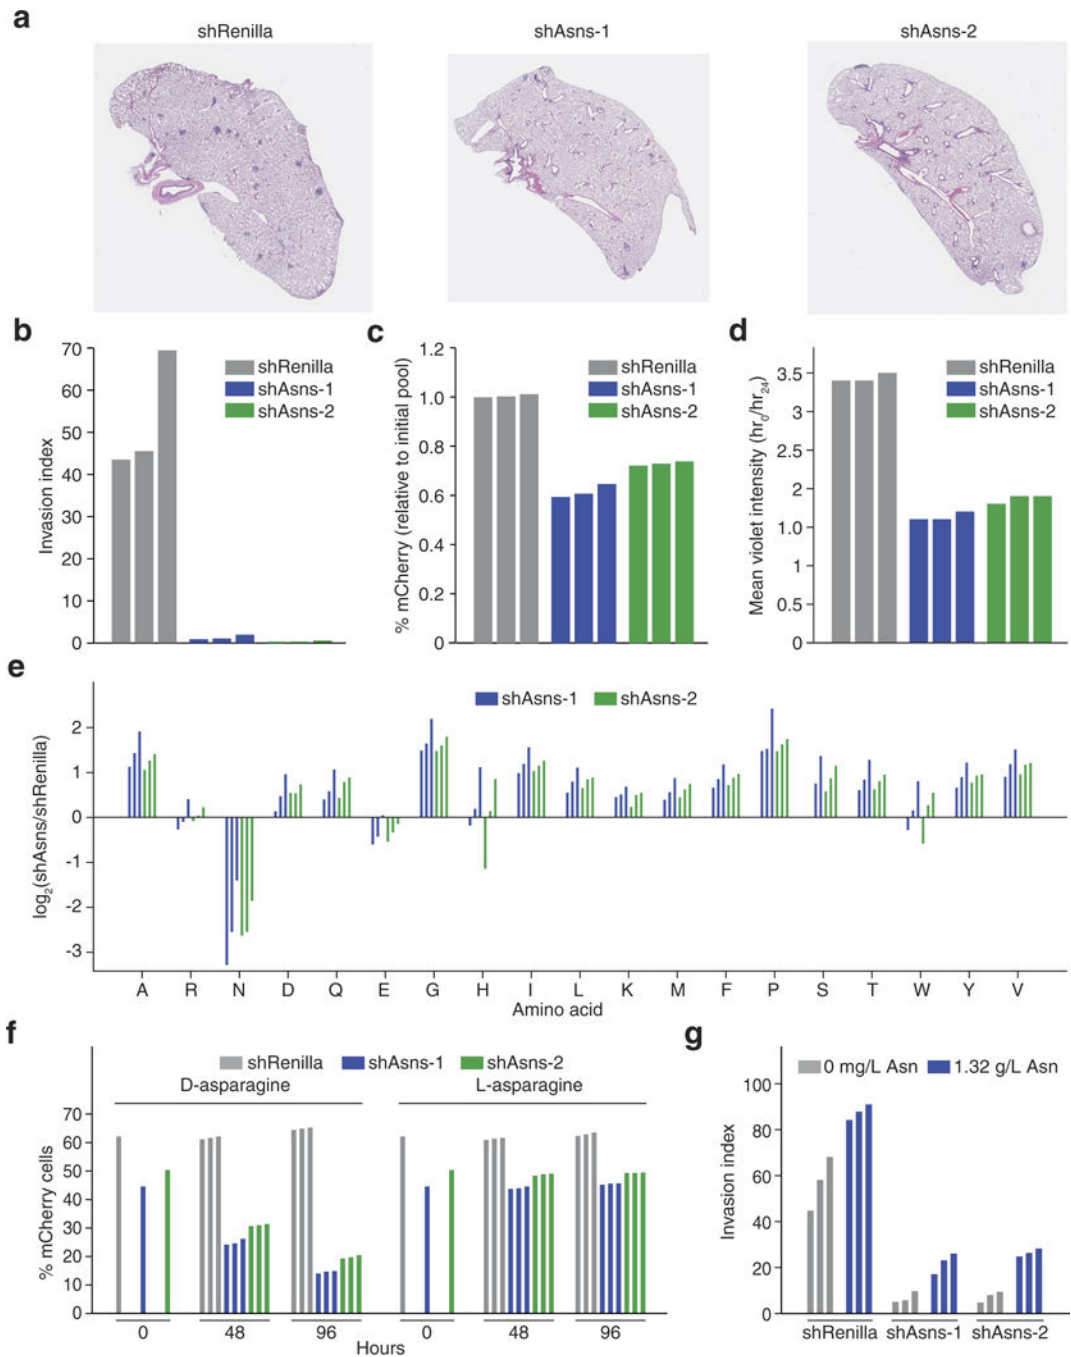 a
shRenilla
shAsns-1
shAsns-2
b
Invasion index
70
60
50
40
30
20
10
0
shRenilla
shAsns-1
shAsns-2
c
% mCherry (relative to initial pool)
1.2
1.0
0.8
0.6
0.4
0.2
0
shRenilla
shAsns-1
shAsns-2
d
Mean violet intensity (hr0/hr24)
3.5
3
2
1.0
1
0.5
0
shRenilla
shAsns-1
shAsns-2
e
log2(shAsns/shRenilla)
2
1
0
-1
-2
-3
shAsns-1 shAsns-2
A R N D Q E G H I L K M F P S T W Y V
Amino acid
f
% mCherry cells
shRenilla shAsns-1 shAsns-2
D-asparagine L-asparagine
70
60
50
40
30
20
10
0
0 48 96 0 48 96
Hours
g
Invasion index
0 mg/L Asn 1.32 g/L Asn
100
80
60
40
20
0
shRenilla shAsns-1 shAsns-2